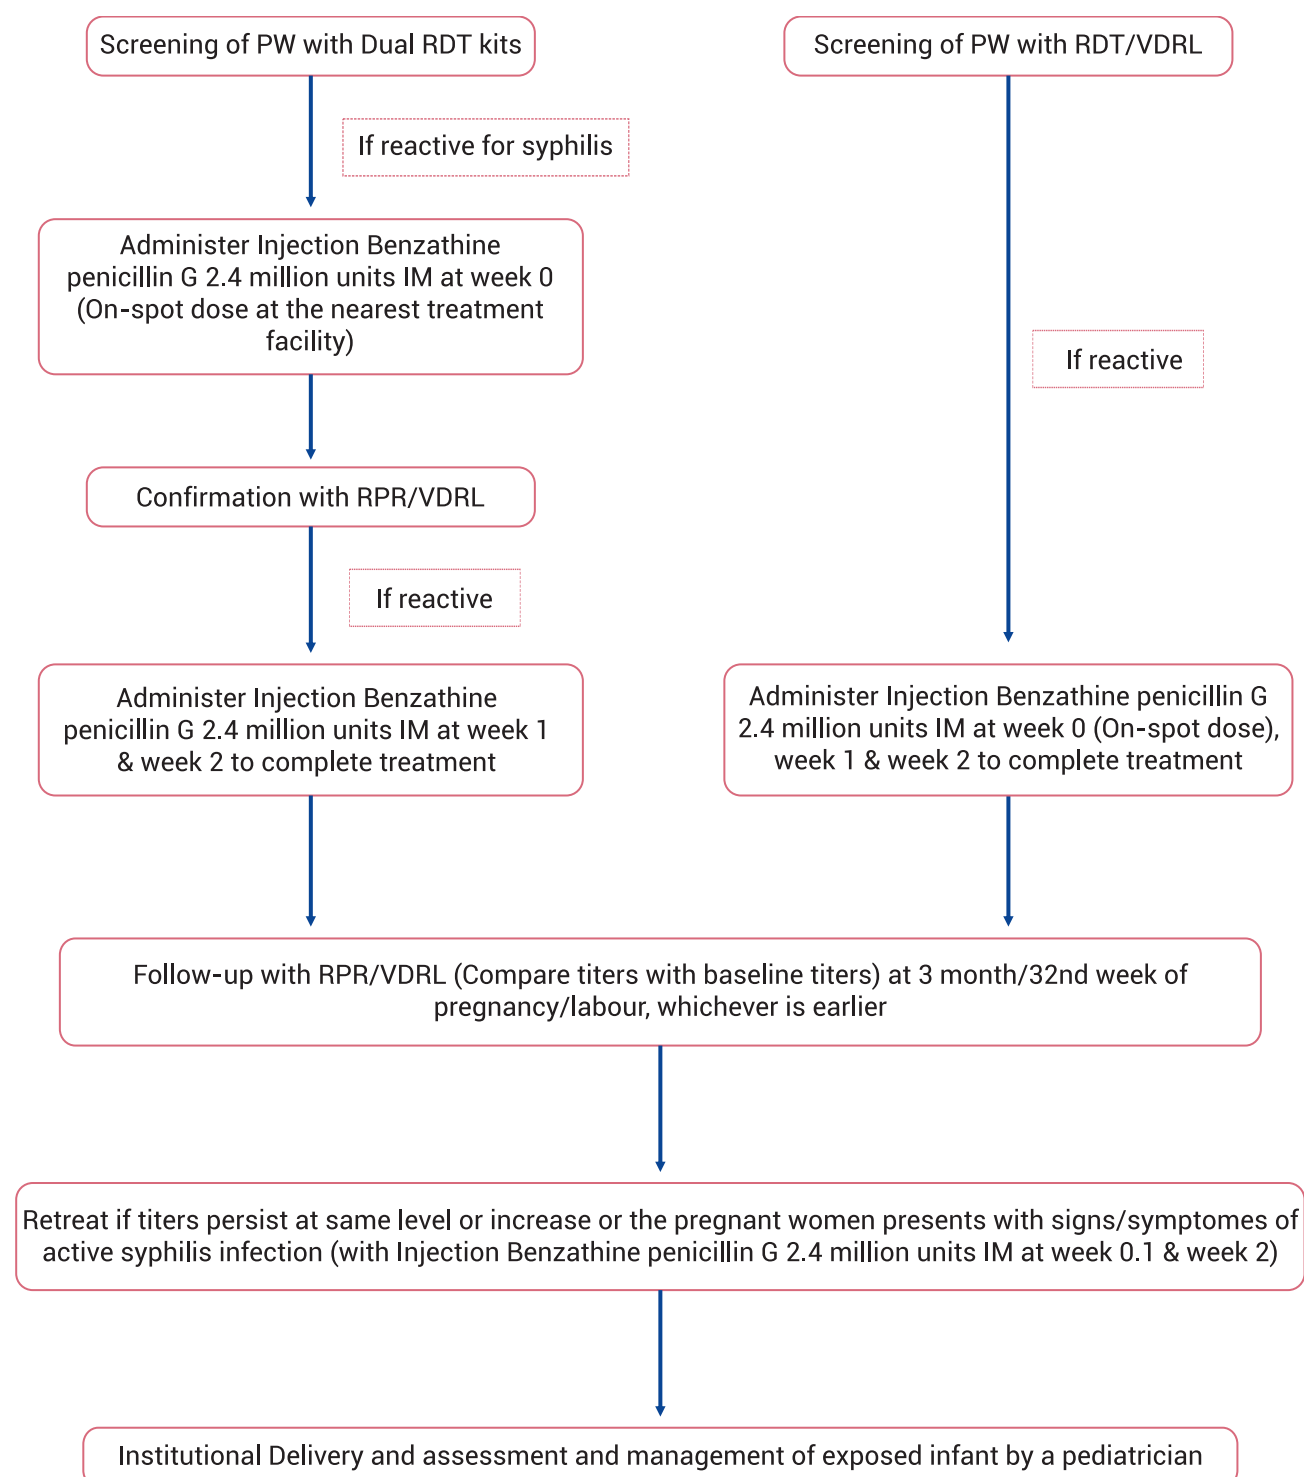 Screening of PW with Dual RDT kits
Screening of PW with RDT/VDRL
If reactive for syphilis
Administer Injection Benzathine
penicillin G 2.4 million units IM at week 0
(On-spot dose at the nearest treatment
facility)
If reactive
Confirmation with RPR/VDRL
If reactive
Administer Injection Benzathine
penicillin G 2.4 million units IM at week 1
& week 2 to complete treatment
Administer Injection Benzathine penicillin G
2.4 million units IM at week 0 (On-spot dose),
week 1 & week 2 to complete treatment
Follow-up with RPR/VDRL (Compare titers with baseline titers) at 3 month/32nd week of
pregnancy/labour, whichever is earlier
Retreat if titers persist at same level or increase or the pregnant women presents with signs/symptomes of
active syphilis infection (with Injection Benzathine penicillin G 2.4 million units IM at week 0.1 & week 2)
Institutional Delivery and assessment and management of exposed infant by a pediatrician